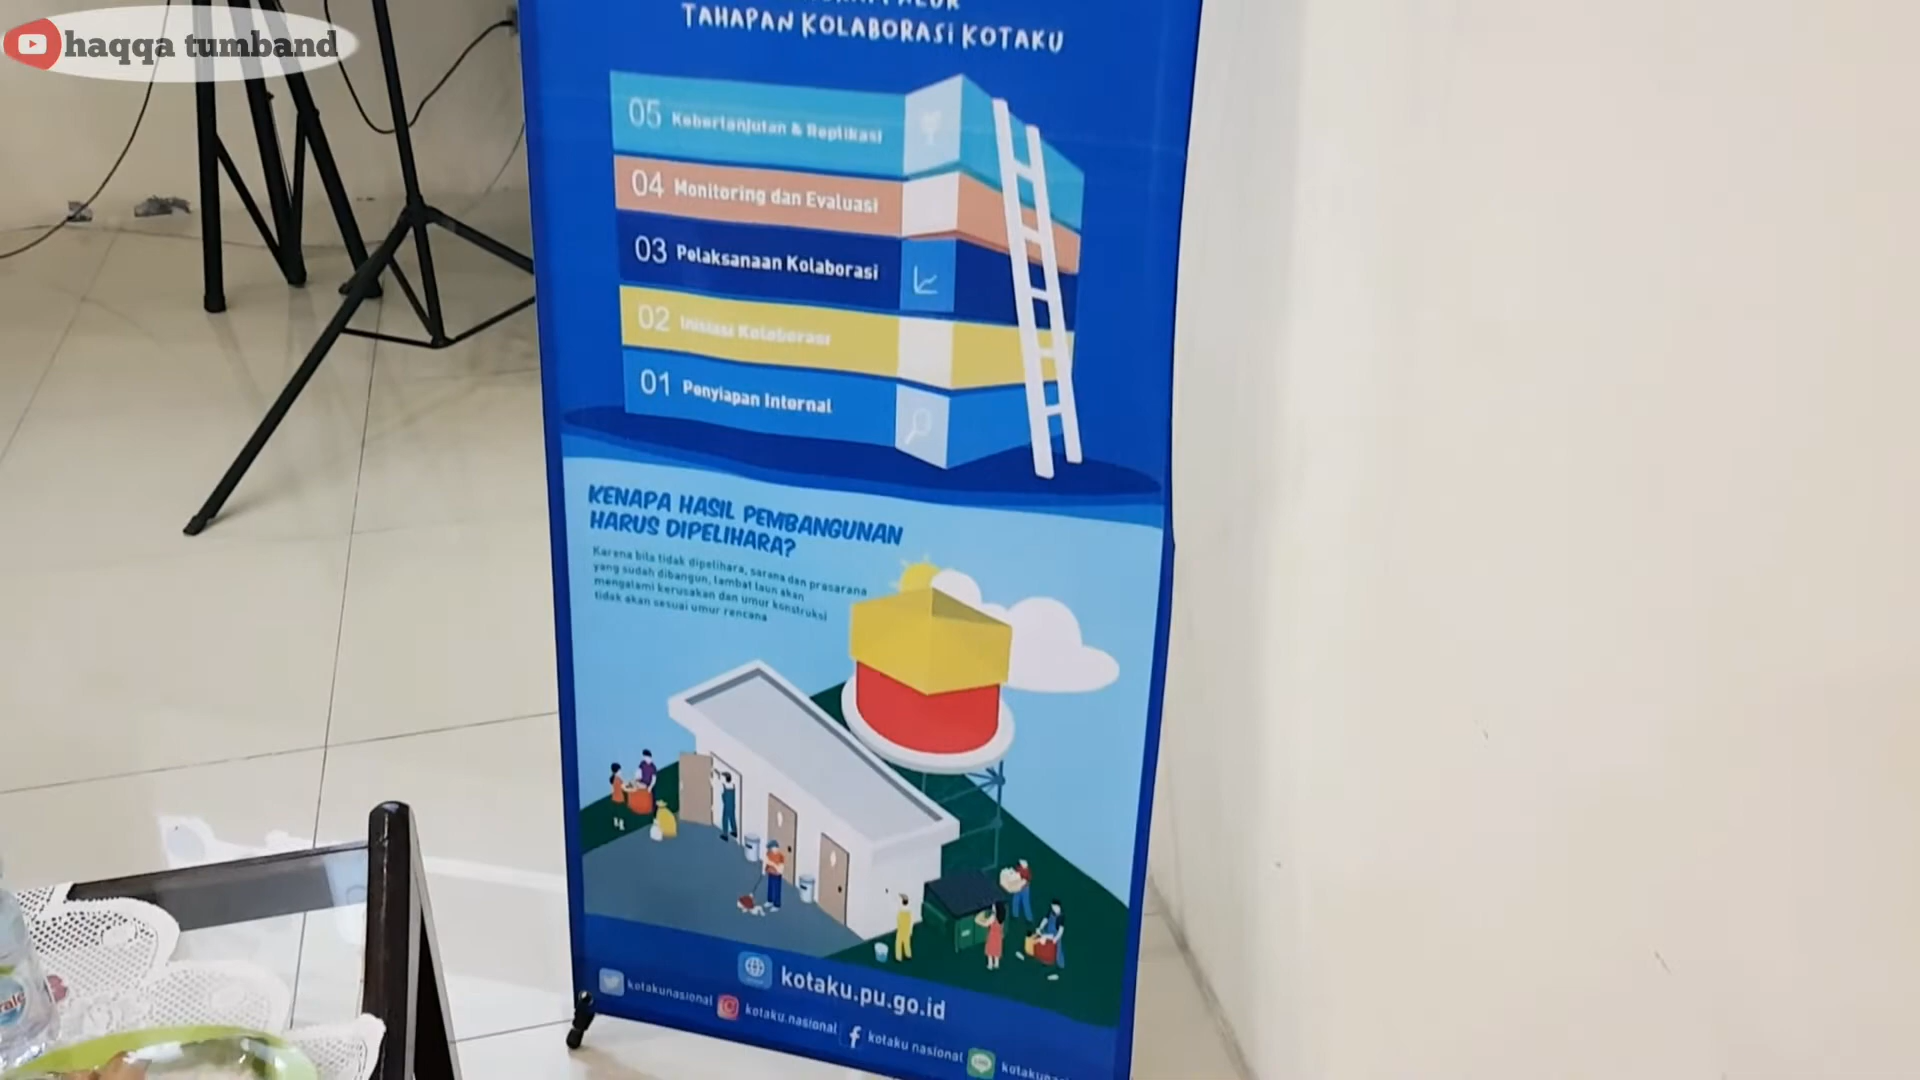 haqqa tumband
TAHAPAN KOLABORASI KOTAKU
05 Keberlanjutan & Replikasi
04 Monitoring dan Evaluasi
03 Pelaksanaan Kolaborasi
02 Inisiasi Kolaborasi
01 Penyiapan Internal
KENAPA HASIL PEMBANGUNAN
HARUS DIPELIHARA?
Karena bila tidak dipelihara, sarana dan prasarana
yang sudah dibangun, lambat laun akan
mengalami kerusakan dan umur konstruksi
tidak akan sesuai umur rencana
kotaku.pu.go.id
kotakunasional
kotaku.nasional
kotaku nasional